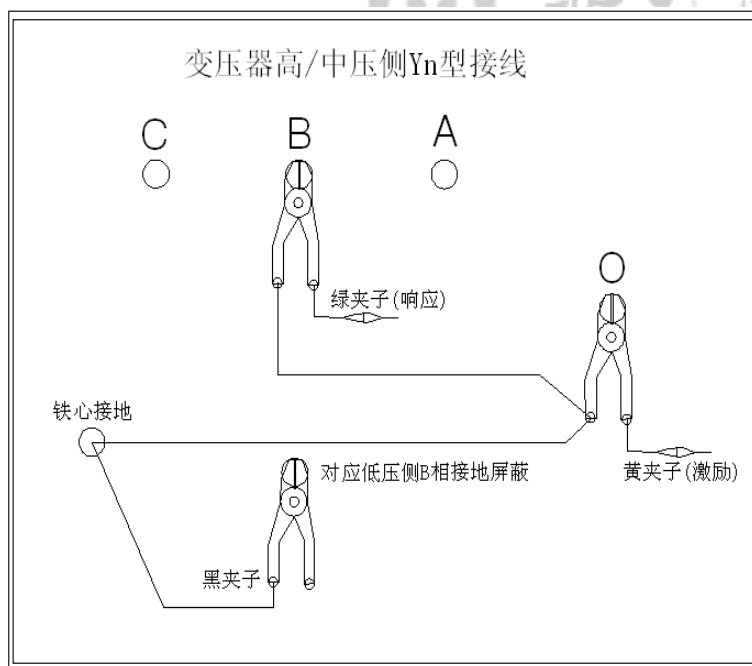 变压器高/中压侧Yn型接线
C B A
O
绿夹子(响应)
铁心接地
对应低压侧B相接地屏蔽
黄夹子(激励)
黑夹子